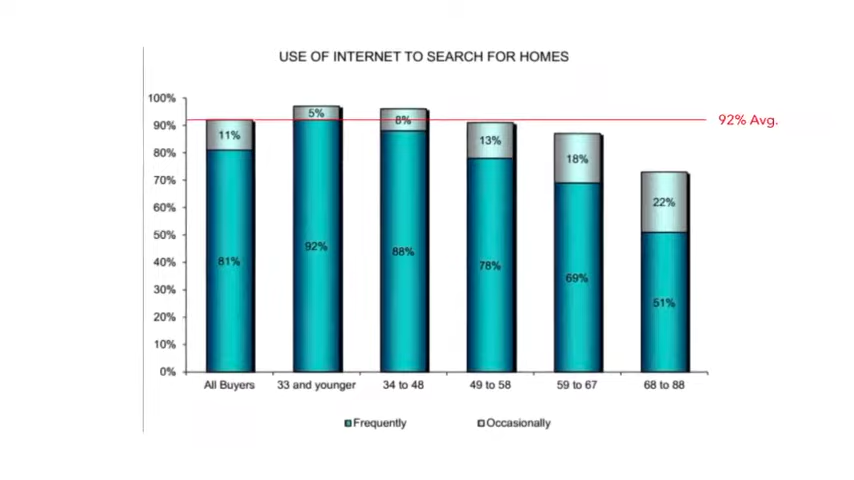 USE OF INTERNET TO SEARCH FOR HOMES
100%
90%
80%
70%
60%
50%
40%
30%
20%
10%
0%
92% Avg.
11%
5%
8%
13%
18%
22%
81%
92%
88%
78%
69%
51%
All Buyers
33 and younger
34 to 48
49 to 58
59 to 67
68 to 88
Frequently
Occasionally